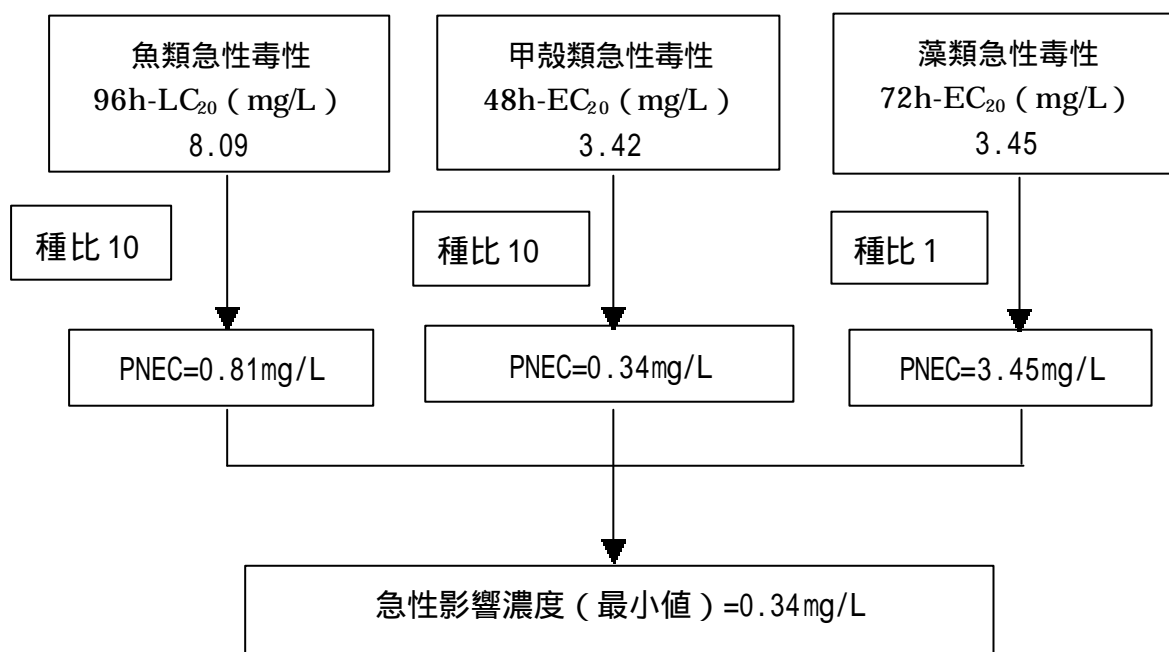 魚類急性毒性
96h-LC₂₀（mg/L）
8.09
甲殻類急性毒性
48h-EC₂₀（mg/L）
3.42
藻類急性毒性
72h-EC₂₀（mg/L）
3.45
種比 10
種比 10
種比 1
PNEC=0.81mg/L
PNEC=0.34mg/L
PNEC=3.45mg/L
急性影響濃度（最小値）=0.34mg/L